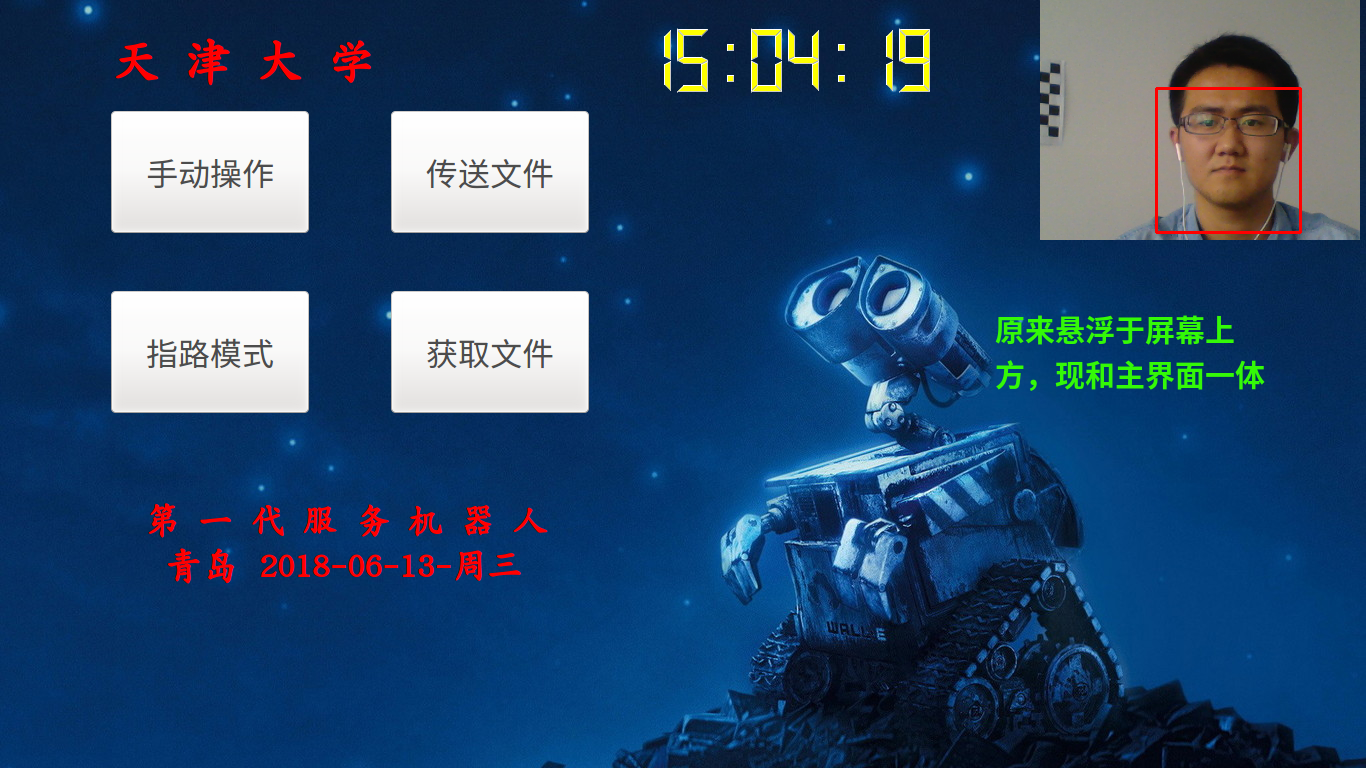 天津大学
15:04:19
手动操作
传送文件
指路模式
获取文件
原来悬浮于屏幕上
方，现和主界面一体
第一代服务机器人
青岛 2018-06-13-周三
WALL-E